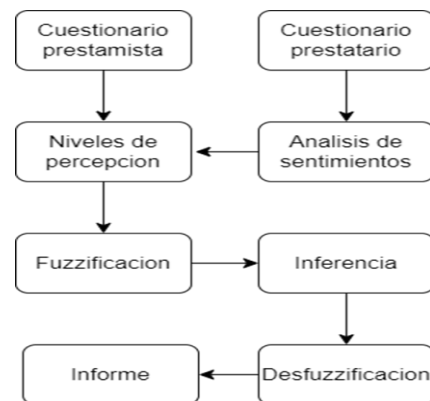 Cuestionario
prestamista
Cuestionario
prestatario
Niveles de
percepcion
Analisis de
sentimientos
Fuzzificacion
Inferencia
Informe
Desfuzzificacion